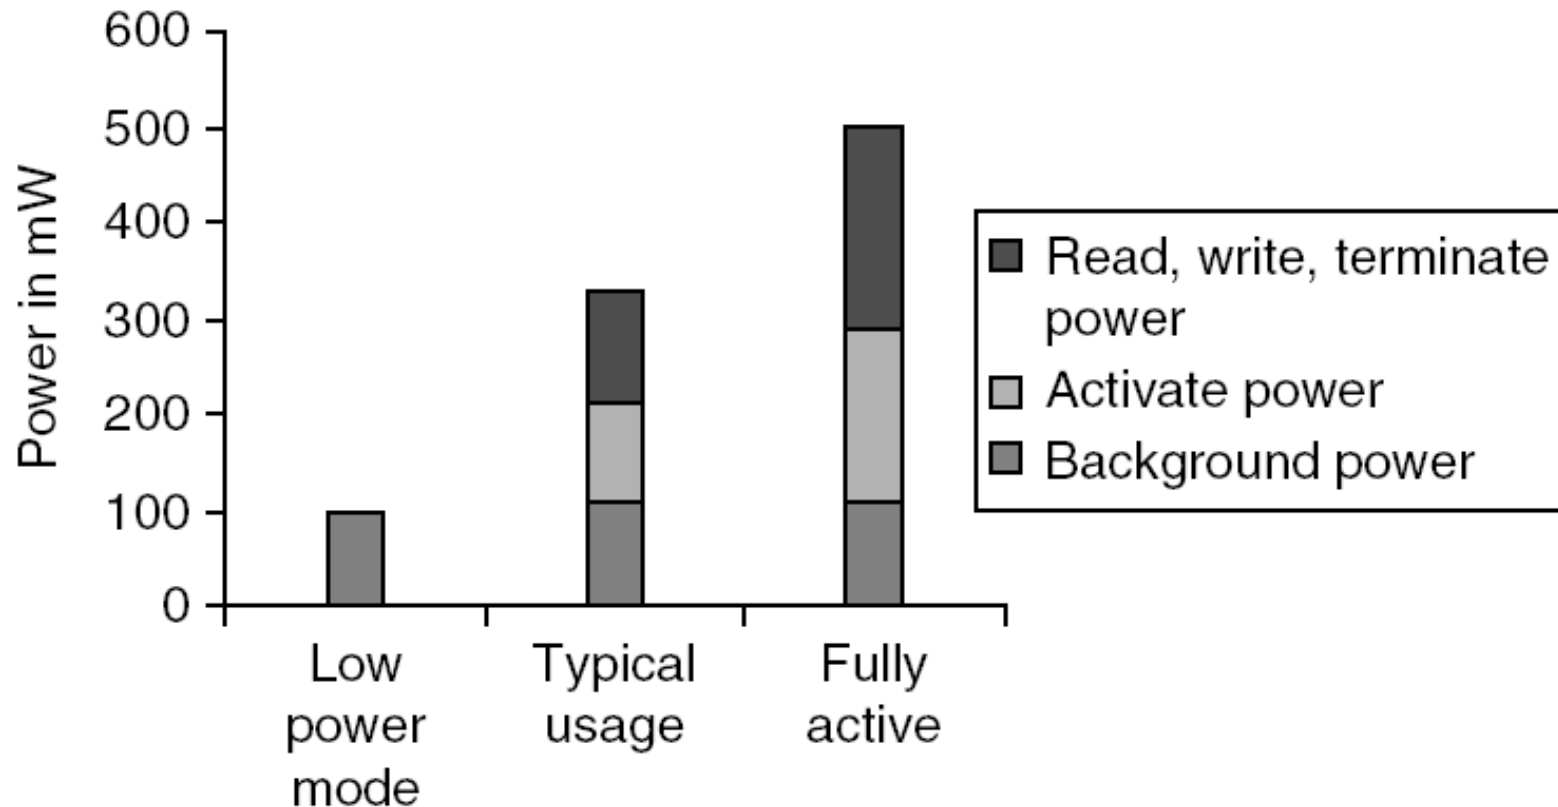 600
500
400
300
200
100
0
Power in mW
Low
power
mode
Typical
usage
Fully
active
Read, write, terminate
power
Activate power
Background power